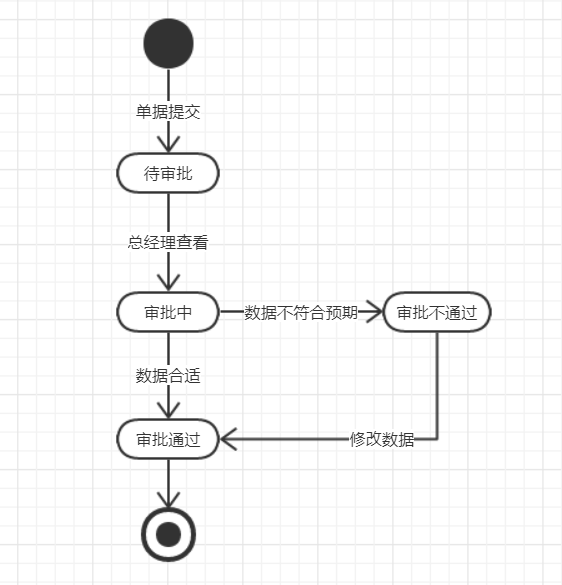 单据提交
待审批
总经理查看
审批中
数据不符合预期
审批不通过
数据合适
审批通过
修改数据